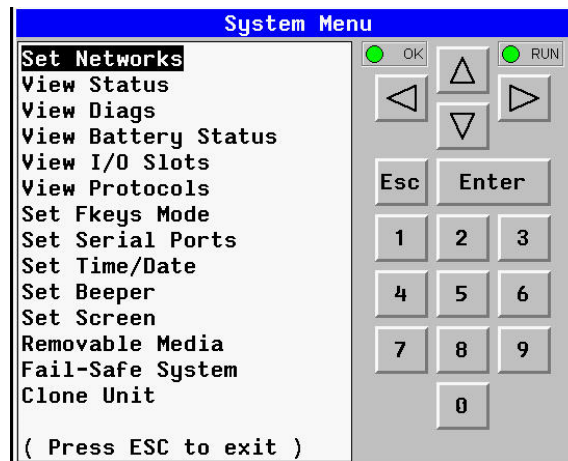 System Menu
Set Networks
View Status
View Diags
View Battery Status
View I/O Slots
View Protocols
Set Fkeys Mode
Set Serial Ports
Set Time/Date
Set Beeper
Set Screen
Removable Media
Fail-Safe System
Clone Unit
( Press ESC to exit )
OK
RUN
Esc Enter
1 2 3
4 5 6
7 8 9
0